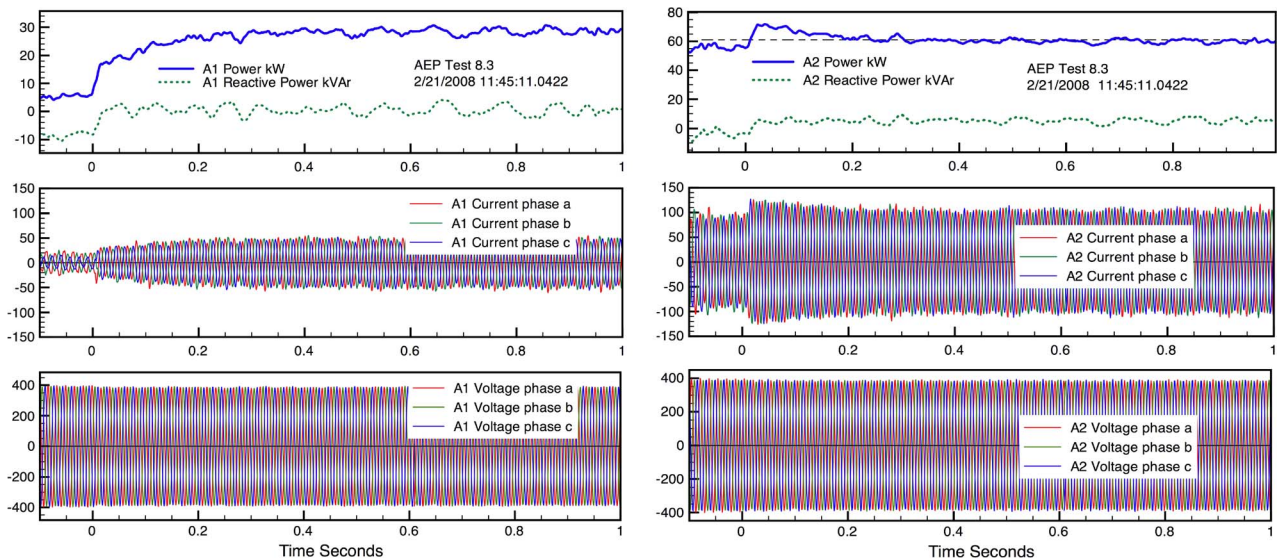 30
20
10
0
-10
A1 Power kW
A1 Reactive Power kVAr
AEP Test 8.3
2/21/2008 11:45:11.0422
0 0.2 0.4 0.6 0.8 1
150
100
50
0
-50
-100
-150
A1 Current phase a
A1 Current phase b
A1 Current phase c
0 0.2 0.4 0.6 0.8 1
400
200
0
-200
-400
A1 Voltage phase a
A1 Voltage phase b
A1 Voltage phase c
0 0.2 0.4 0.6 0.8 1
Time Seconds
80
60
40
20
0
A2 Power kW
A2 Reactive Power kVAr
AEP Test 8.3
2/21/2008 11:45:11.0422
0 0.2 0.4 0.6 0.8
150
100
50
0
-50
-100
-150
A2 Current phase a
A2 Current phase b
A2 Current phase c
0 0.2 0.4 0.6 0.8 1
400
200
0
-200
-400
A2 Voltage phase a
A2 Voltage phase b
A2 Voltage phase c
0 0.2 0.4 0.6 0.8 1
Time Seconds